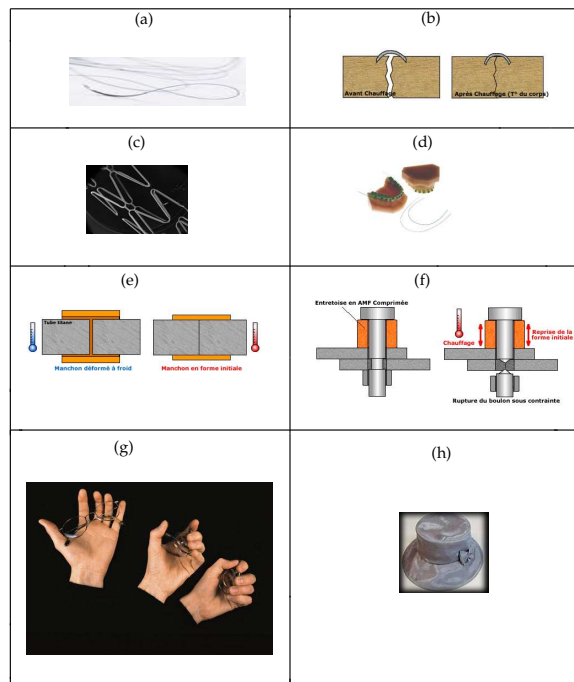 (a)
(b)
Avant Chauffage
Après Chauffage (T° du corps)
(c)
(d)
(e)
Tube titane
Manchon déformé à froid
Manchon en forme initiale
(f)
Entretoise en AMF Comprimée
Chauffage
Reprise de la
forme initiale
Rupture du boulon sous contrainte
(g)
(h)